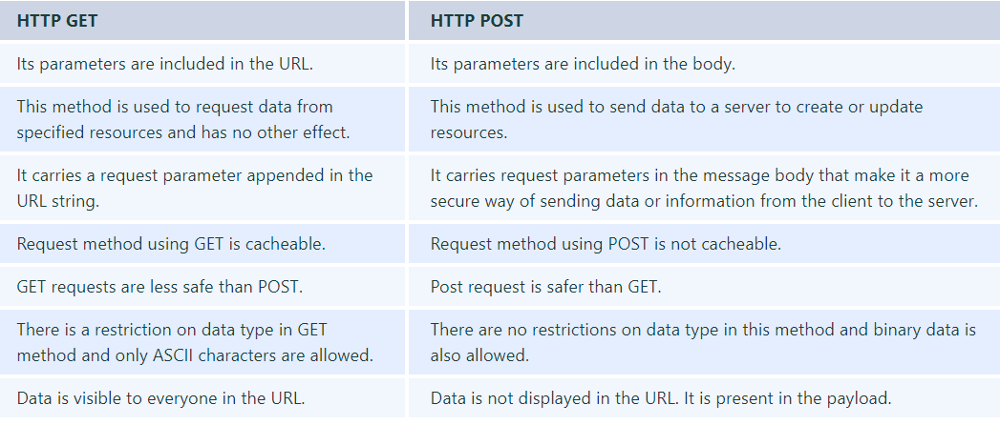 HTTP GET
HTTP POST
Its parameters are included in the URL.
Its parameters are included in the body.
This method is used to request data from
specified resources and has no other effect.
This method is used to send data to a server to create or update
resources.
It carries a request parameter appended in the
URL string.
It carries request parameters in the message body that make it a more
secure way of sending data or information from the client to the server.
Request method using GET is cacheable.
Request method using POST is not cacheable.
GET requests are less safe than POST.
Post request is safer than GET.
There is a restriction on data type in GET
method and only ASCII characters are allowed.
There are no restrictions on data type in this method and binary data is
also allowed.
Data is visible to everyone in the URL.
Data is not displayed in the URL. It is present in the payload.